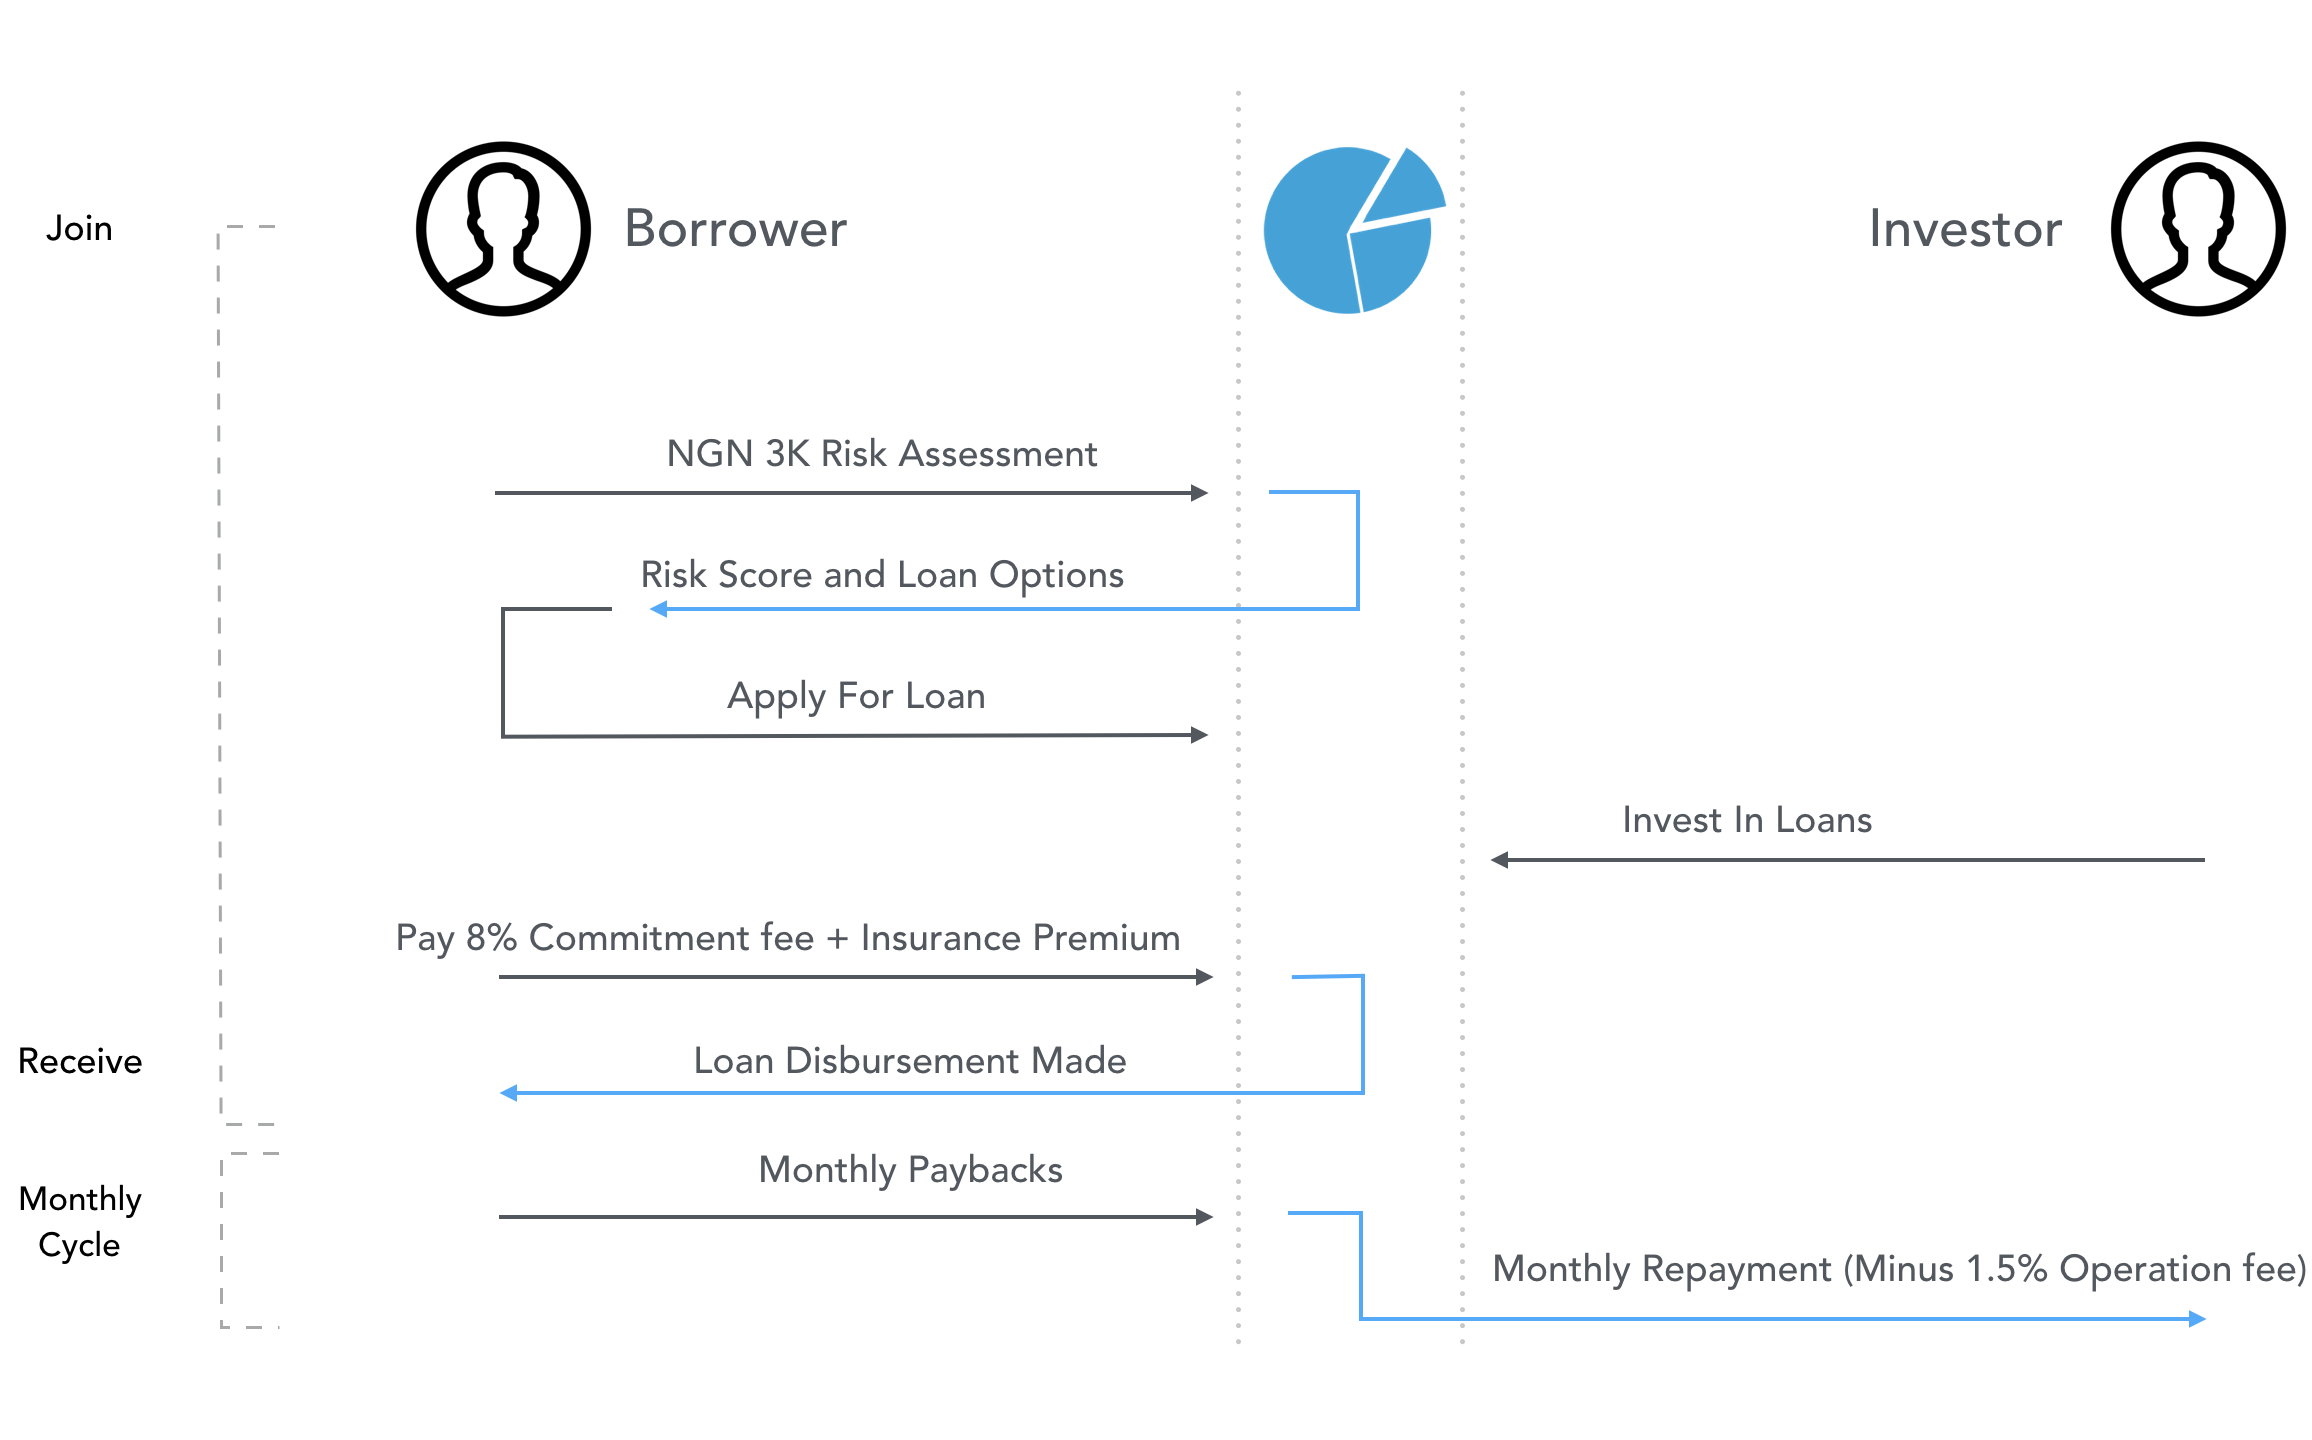 Join
Borrower
Investor
NGN 3K Risk Assessment
Risk Score and Loan Options
Apply For Loan
Invest In Loans
Pay 8% Commitment fee + Insurance Premium
Receive
Loan Disbursement Made
Monthly Paybacks
Monthly
Cycle
Monthly Repayment (Minus 1.5% Operation fee)